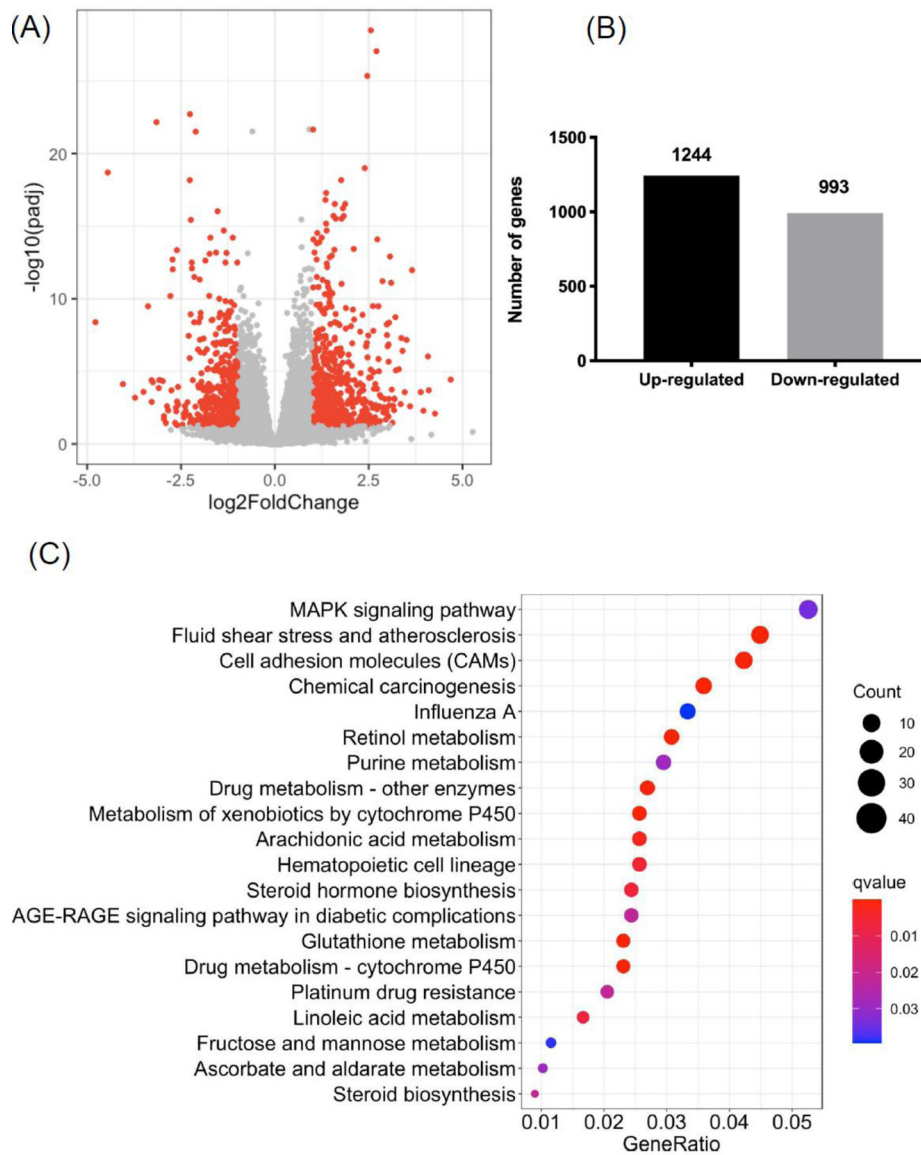 (A)
-log10(padj)
20
10
0
-5.0
-2.5
0.0
2.5
5.0
log2FoldChange
(B)
Number of genes
1500
1000
500
0
1244
993
Up-regulated
Down-regulated
(C)
MAPK signaling pathway
Fluid shear stress and atherosclerosis
Cell adhesion molecules (CAMs)
Chemical carcinogenesis
Influenza A
Retinol metabolism
Purine metabolism
Drug metabolism - other enzymes
Metabolism of xenobiotics by cytochrome P450
Arachidonic acid metabolism
Hematopoietic cell lineage
Steroid hormone biosynthesis
AGE-RAGE signaling pathway in diabetic complications
Glutathione metabolism
Drug metabolism - cytochrome P450
Platinum drug resistance
Linoleic acid metabolism
Fructose and mannose metabolism
Ascorbate and aldarate metabolism
Steroid biosynthesis
0.01
0.02
0.03
0.04
0.05
GeneRatio
Count
10
20
30
40
qvalue
0.01
0.02
0.03